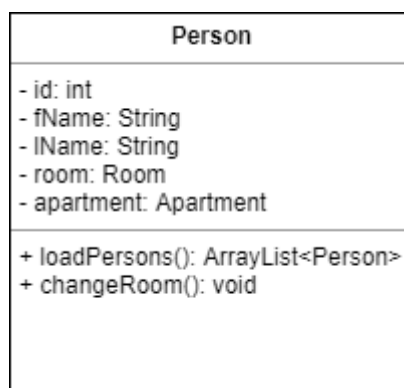 Person
- id: int
- fName: String
- lName: String
- room: Room
- apartment: Apartment
+ loadPersons(): ArrayList<Person>
+ changeRoom(): void